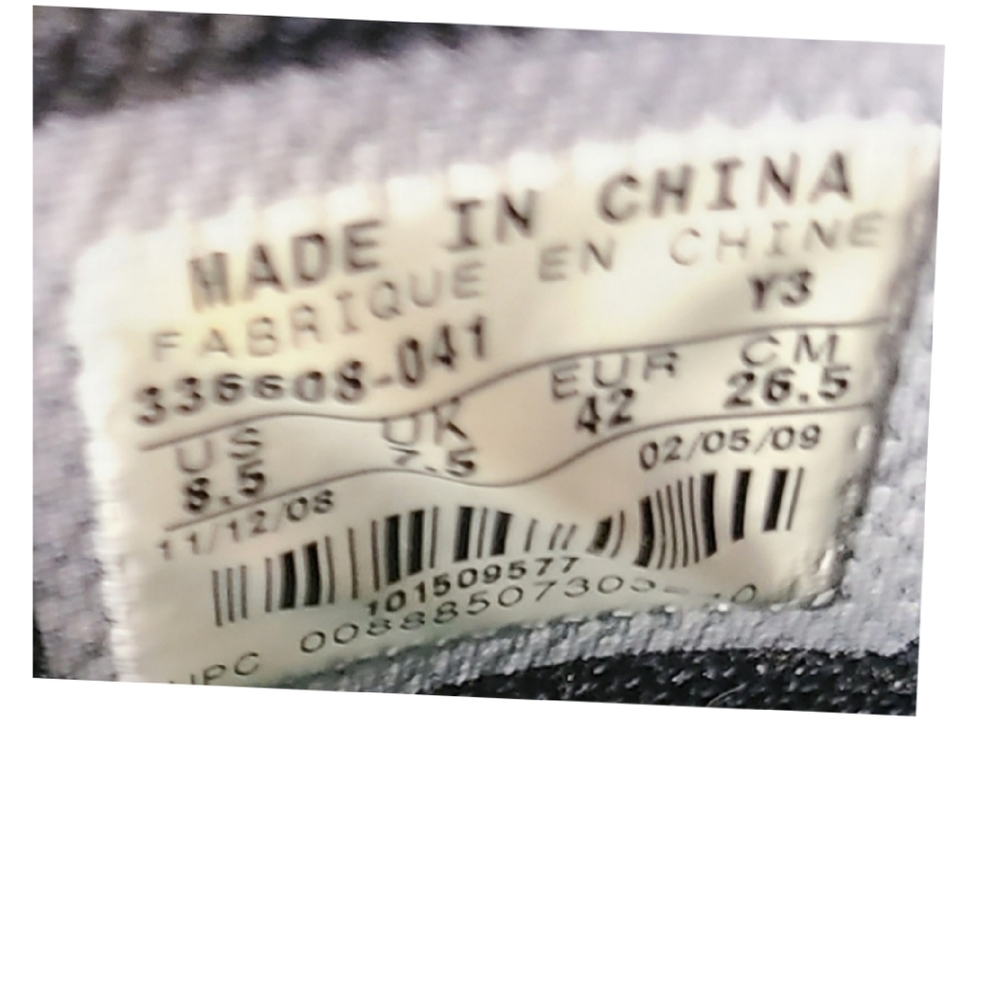 MADE IN CHINA
FABRIQUE EN CHINE
336608-041 Y3
US UK EUR CM
8.5 7.5 42 26.5
11/12/08 02/05/09
101509577
UPC